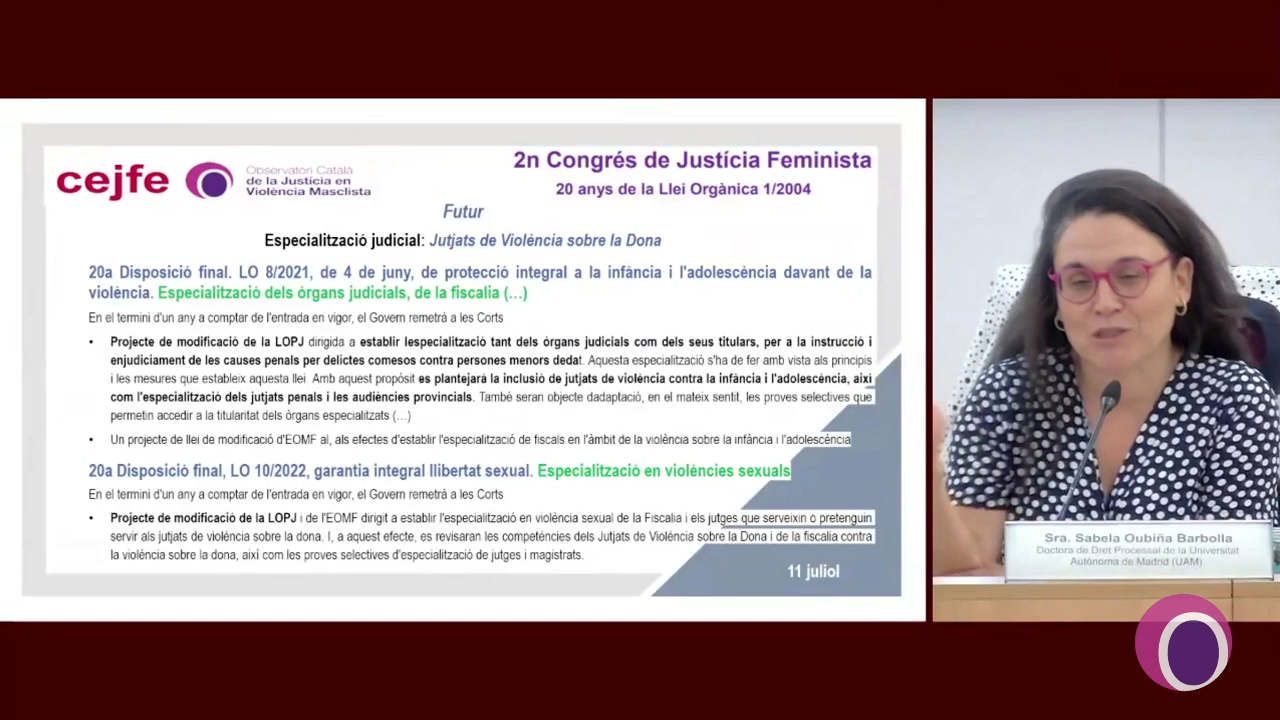 cejfe
Observatori Català
de la Justícia en
Violència Masclista
2n Congrés de Justícia Feminista
20 anys de la Llei Orgànica 1/2004
Futur
Especialització judicial: Jutjats de Violència sobre la Dona
20a Disposició final. LO 8/2021, de 4 de juny, de protecció integral a la infància i l'adolescència davant de la
violència. Especialització dels òrgans judicials, de la fiscalia (…)
En el termini d'un any a comptar de l'entrada en vigor, el Govern remetrà a les Corts
• Projecte de modificació de la LOPJ dirigida a establir lespecialització tant dels òrgans judicials com dels seus titulars, per a la instrucció i
enjudiciament de les causes penals per delictes comesos contra persones menors dedat. Aquesta especialització s'ha de fer amb vista als principis
i les mesures que estableix aquesta llei Amb aquest propòsit es plantejarà la inclusió de jutjats de violència contra la infància i l'adolescència, així
com l'especialització dels jutjats penals i les audiències provincials. També seran objecte dadaptació, en el mateix sentit, les proves selectives que
permetin accedir a la titularitat dels òrgans especialitzats (…)
• Un projecte de llei de modificació d'EOMF al, als efectes d'establir l'especialització de fiscals en l'àmbit de la violència sobre la infància i l'adolescència
20a Disposició final, LO 10/2022, garantia integral llibertat sexual. Especialització en violències sexuals
En el termini d'un any a comptar de l'entrada en vigor, el Govern remetrà a les Corts
• Projecte de modificació de la LOPJ i de l'EOMF dirigit a establir l'especialització en violència sexual de la Fiscalia i els jutges que serveixin o pretenguin
servir als jutjats de violència sobre la dona. I, a aquest efecte, es revisaran les competències dels Jutjats de Violència sobre la Dona i de la fiscalia contra
la violència sobre la dona, així com les proves selectives d'especialització de jutges i magistrats.
11 juliol
Sra. Sabela Oubiña Barbolla
Doctora de Dret Processal de la Universitat
Autònoma de Madrid (UAM)